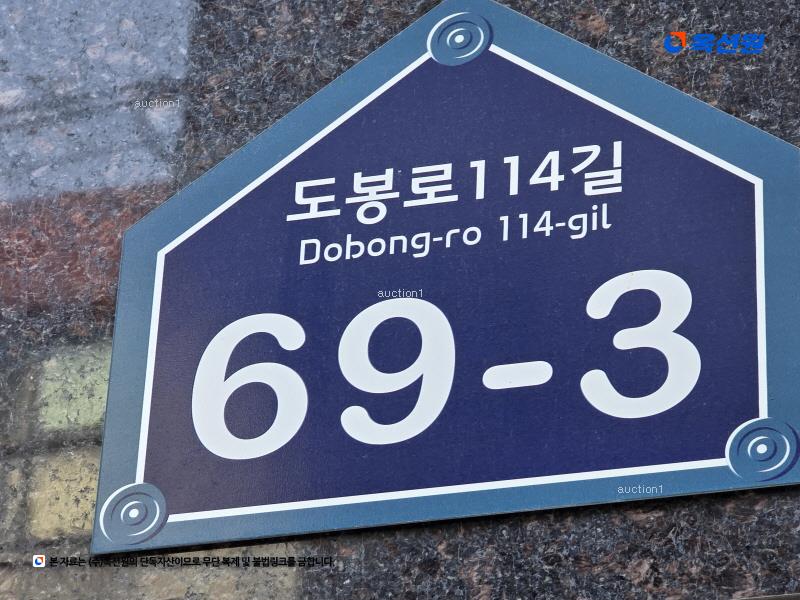 옥션원
auction1
도봉로114길
Dobong-ro 114-gil
auction1
69-3
auction1
본 자료는 (주)옥션원의 단독자산이므로 무단 복제 및 불법링크를 금합니다.